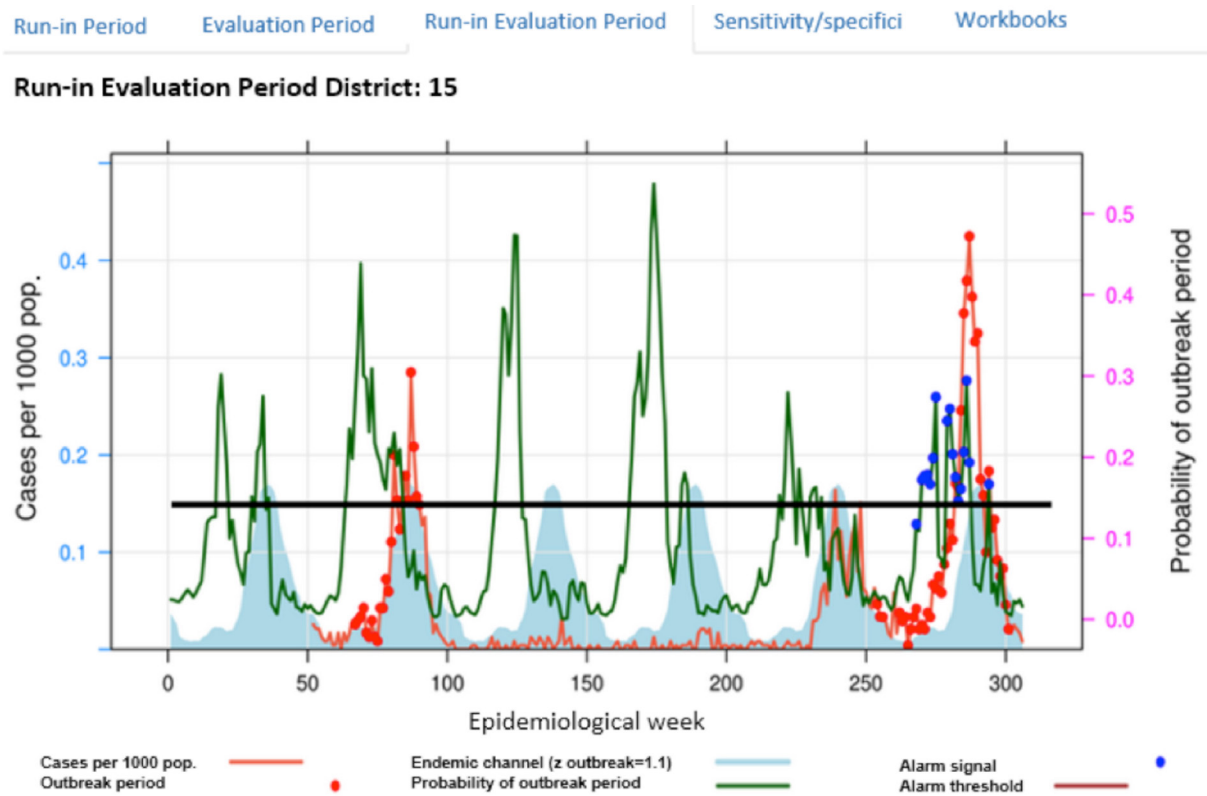 Run-in Period Evaluation Period Run-in Evaluation Period Sensitivity/specifici Workbooks
Run-in Evaluation Period District: 15
Cases per 1000 pop.
0.4
0.3
0.2
0.1
0.5
0.4
0.3
0.2
0.1
0.0
Probability of outbreak period
0 50 100 150 200 250 300
Epidemiological week
Cases per 1000 pop. Endemic channel (z outbreak=1.1) Alarm signal
Outbreak period Probability of outbreak period Alarm threshold